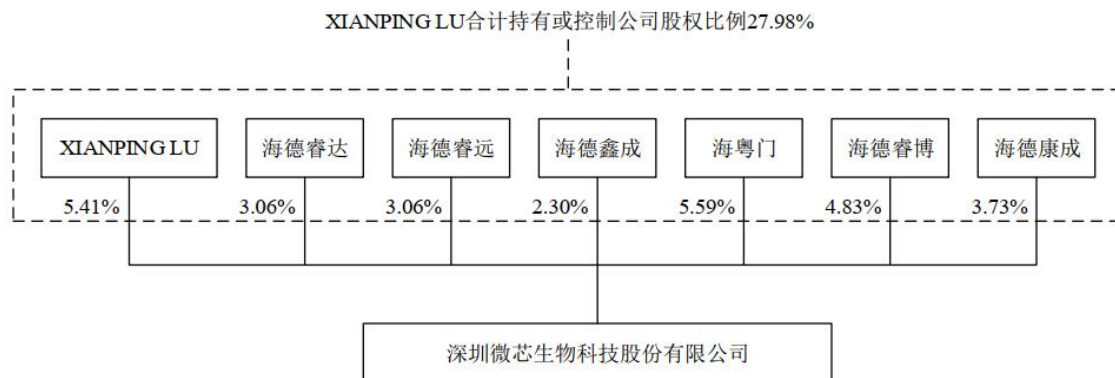 XIANPING LU合计持有或控制公司股权比例27.98%
XIANPING LU 海德睿达 海德睿远 海德鑫成 海粤门 海德睿博 海德康成
5.41% 3.06% 3.06% 2.30% 5.59% 4.83% 3.73%
深圳微芯生物科技股份有限公司